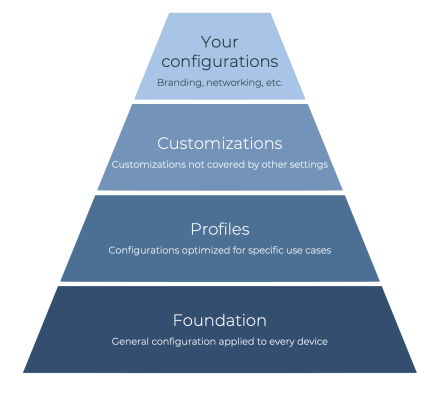 Your
configurations
Branding, networking, etc.
Customizations
Customizations not covered by other settings
Profiles
Configurations optimized for specific use cases
Foundation
General configuration applied to every device